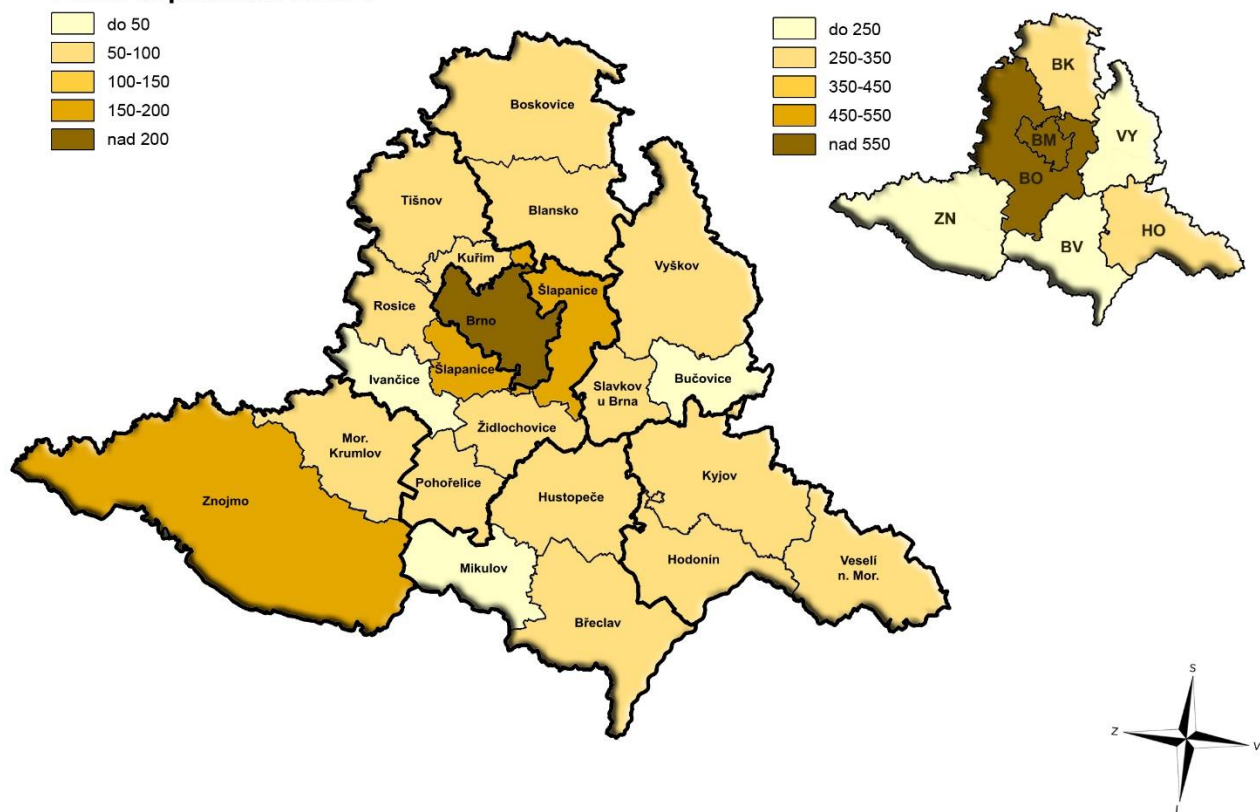 do 50
50-100
100-150
150-200
nad 200
do 250
250-350
350-450
450-550
nad 550
BK
VY
BM
BO
ZN
BV
HO
Boskovice
Tišnov
Blansko
Kuřim
Vyškov
Šlapanice
Rosice
Brno
Šlapanice
Ivančice
Slavkov
u Brna
Bučovice
Židlochovice
Mor.
Krumlov
Pohořelice
Hustopeče
Kyjov
Znojmo
Mikulov
Hodonín
Veselí
n. Mor.
Břeclav
S
Z
V
J